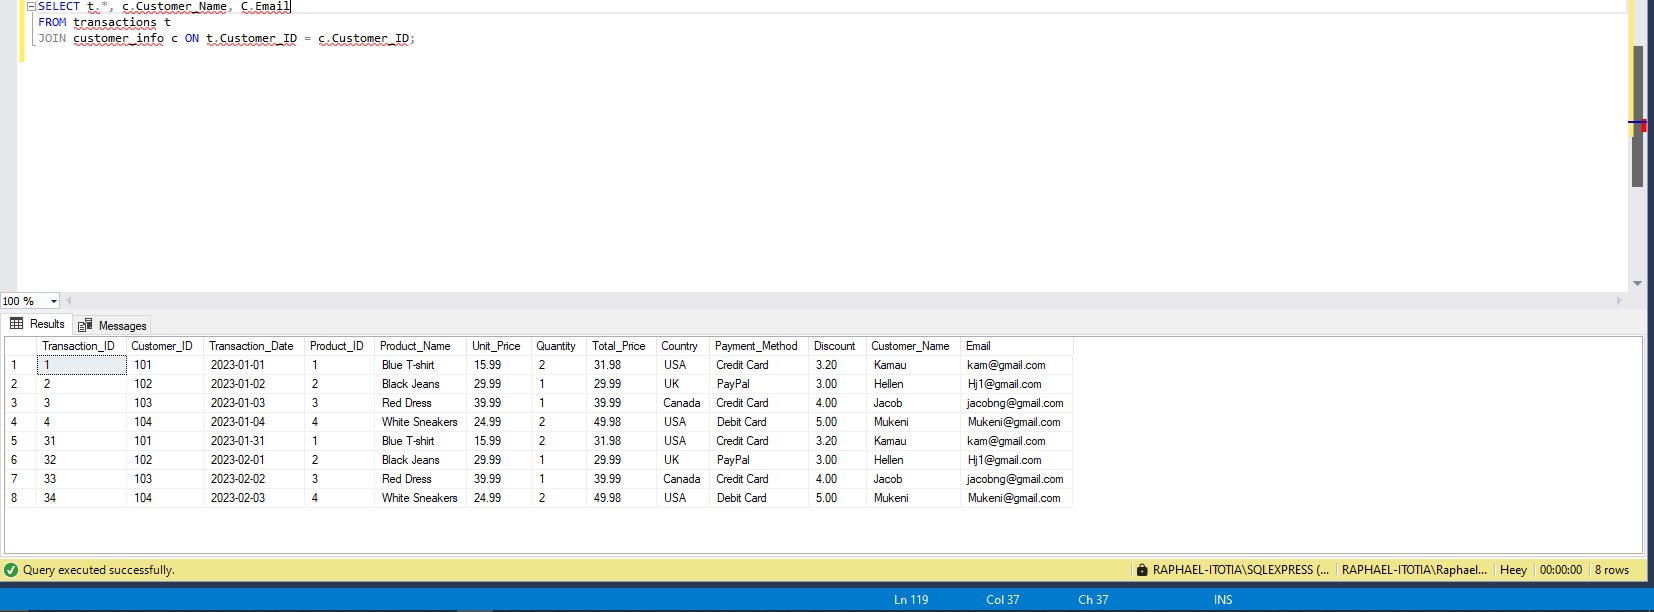 SELECT t.*, c.Customer_Name, C.Email
FROM transactions t
JOIN customer_info c ON t.Customer_ID = c.Customer_ID;
100 %
Results Messages
Transaction_ID Customer_ID Transaction_Date Product_ID Product_Name Unit_Price Quantity Total_Price Country Payment_Method Discount Customer_Name Email
1 1 101 2023-01-01 1 Blue T-shirt 15.99 2 31.98 USA Credit Card 3.20 Kamau kam@gmail.com
2 2 102 2023-01-02 2 Black Jeans 29.99 1 29.99 UK PayPal 3.00 Hellen Hj1@gmail.com
3 3 103 2023-01-03 3 Red Dress 39.99 1 39.99 Canada Credit Card 4.00 Jacob jacobng@gmail.com
4 4 104 2023-01-04 4 White Sneakers 24.99 2 49.98 USA Debit Card 5.00 Mukeni Mukeni@gmail.com
5 31 101 2023-01-31 1 Blue T-shirt 15.99 2 31.98 USA Credit Card 3.20 Kamau kam@gmail.com
6 32 102 2023-02-01 2 Black Jeans 29.99 1 29.99 UK PayPal 3.00 Hellen Hj1@gmail.com
7 33 103 2023-02-02 3 Red Dress 39.99 1 39.99 Canada Credit Card 4.00 Jacob jacobng@gmail.com
8 34 104 2023-02-03 4 White Sneakers 24.99 2 49.98 USA Debit Card 5.00 Mukeni Mukeni@gmail.com
Query executed successfully. RAPHAEL-ITOTIA\SQLEXPRESS (... RAPHAEL-ITOTIA\Raphael... Heey 00:00:00 8 rows
Ln 119 Col 37 Ch 37 INS